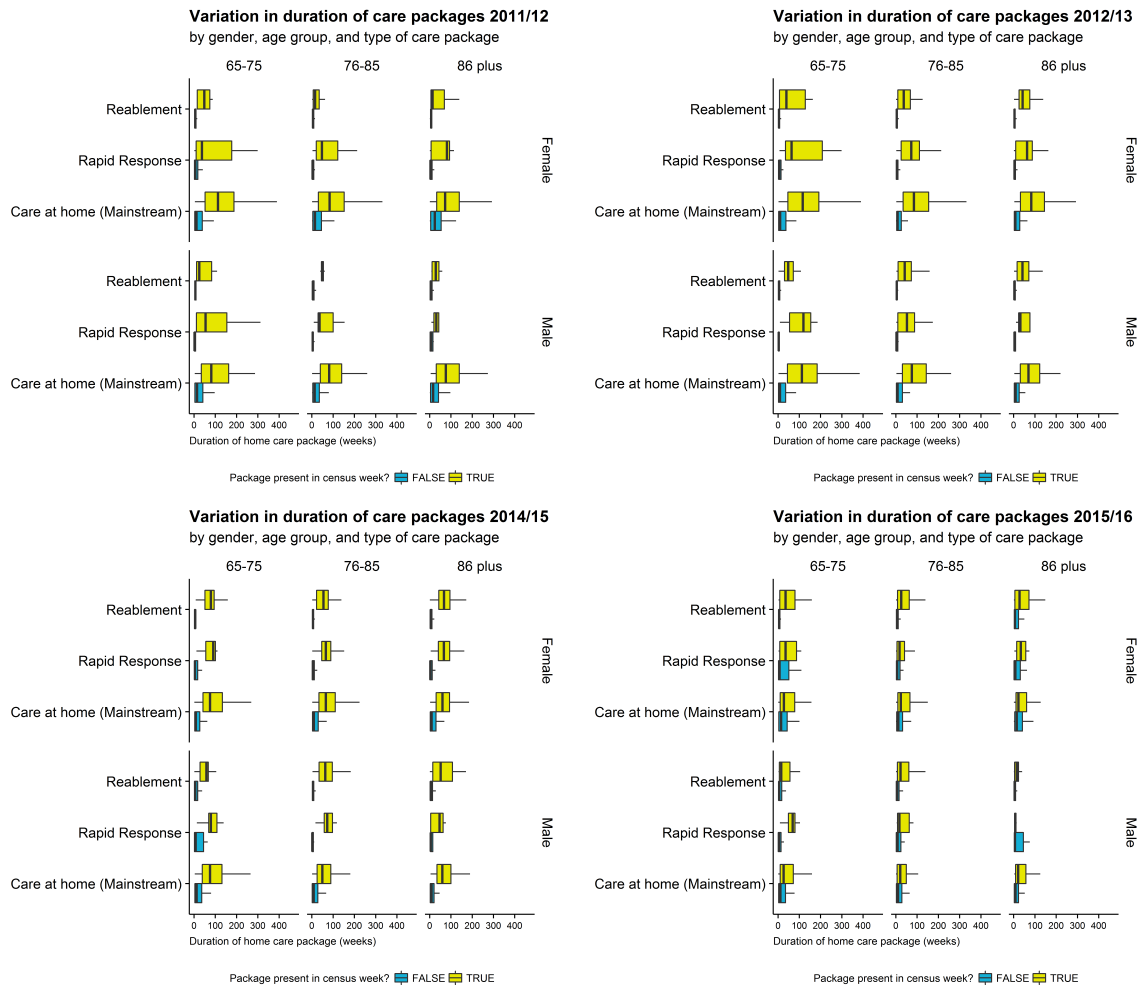 Variation in duration of care packages 2011/12
by gender, age group, and type of care package
65-75 76-85 86 plus
Reablement
Rapid Response
Care at home (Mainstream)
Female
Reablement
Rapid Response
Care at home (Mainstream)
Male
0 100 200 300 400 0 100 200 300 400 0 100 200 300 400
Duration of home care package (weeks)
Package present in census week? FALSE TRUE
Variation in duration of care packages 2012/13
by gender, age group, and type of care package
65-75 76-85 86 plus
Reablement
Rapid Response
Care at home (Mainstream)
Female
Reablement
Rapid Response
Care at home (Mainstream)
Male
0 100 200 300 400 0 100 200 300 400 0 100 200 300 400
Duration of home care package (weeks)
Package present in census week? FALSE TRUE
Variation in duration of care packages 2014/15
by gender, age group, and type of care package
65-75 76-85 86 plus
Reablement
Rapid Response
Care at home (Mainstream)
Female
Reablement
Rapid Response
Care at home (Mainstream)
Male
0 100 200 300 400 0 100 200 300 400 0 100 200 300 400
Duration of home care package (weeks)
Package present in census week? FALSE TRUE
Variation in duration of care packages 2015/16
by gender, age group, and type of care package
65-75 76-85 86 plus
Reablement
Rapid Response
Care at home (Mainstream)
Female
Reablement
Rapid Response
Care at home (Mainstream)
Male
0 100 200 300 400 0 100 200 300 400 0 100 200 300 400
Duration of home care package (weeks)
Package present in census week? FALSE TRUE